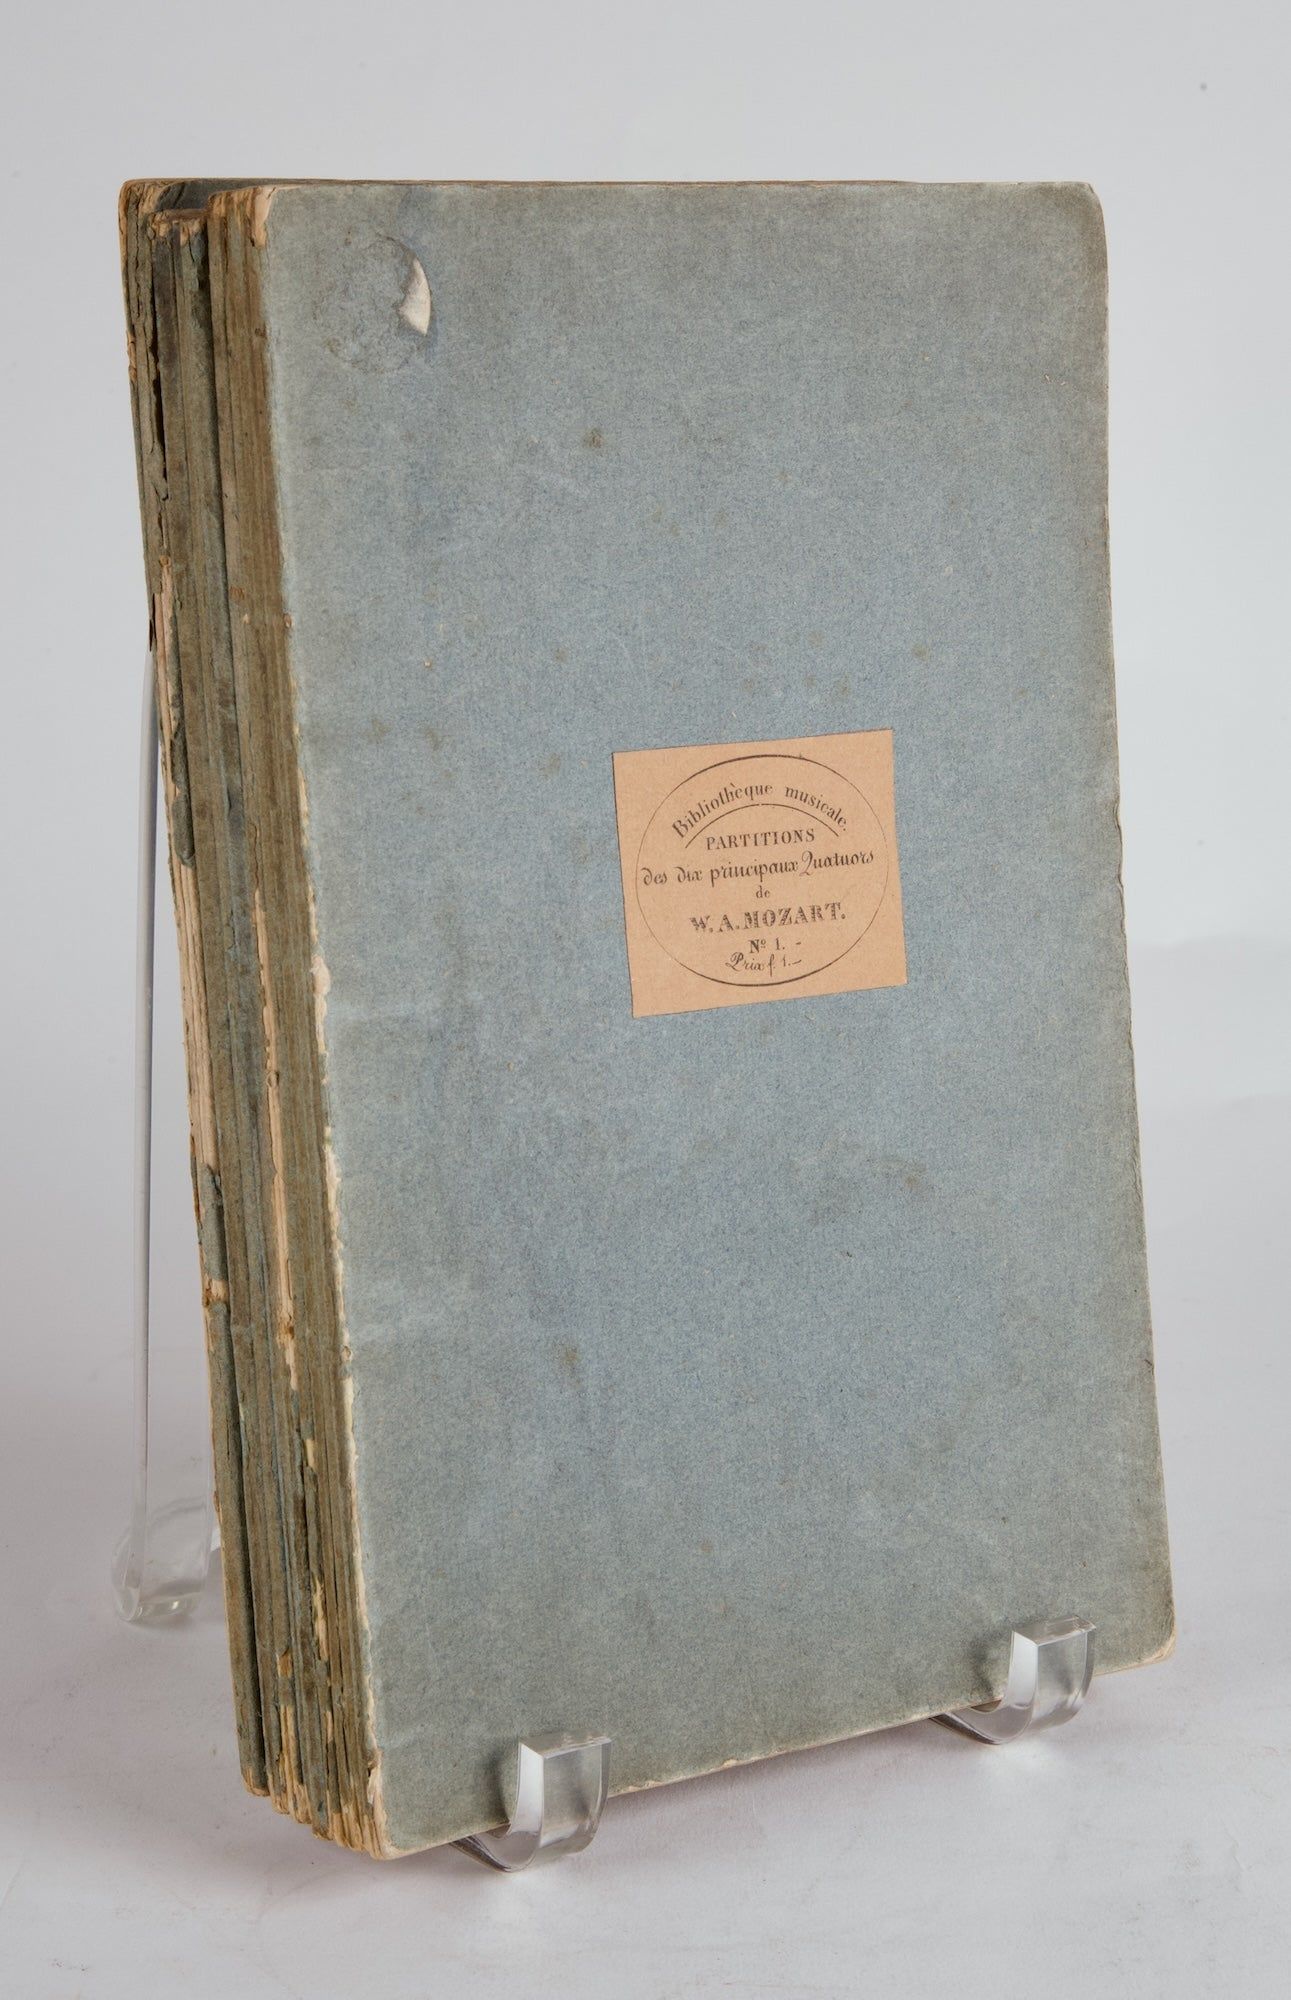 Bibliothèque musicale.
PARTITIONS
des dix principaux Quatuors
de
W. A. MOZART.
Nº 1. -
Prix f. 1.—